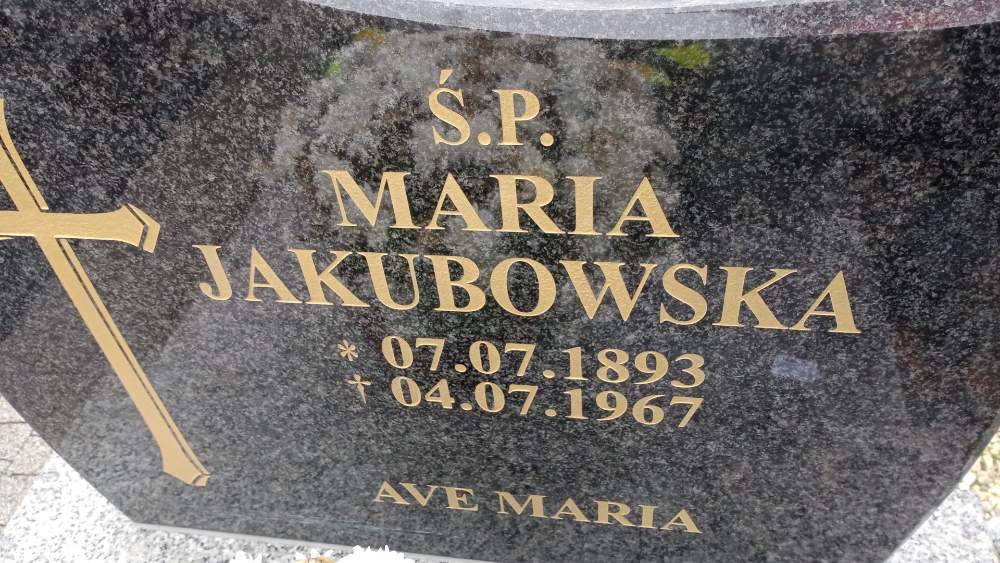 Ś.P.
MARIA
JAKUBOWSKA
* 07.07.1893
† 04.07.1967
AVE MARIA